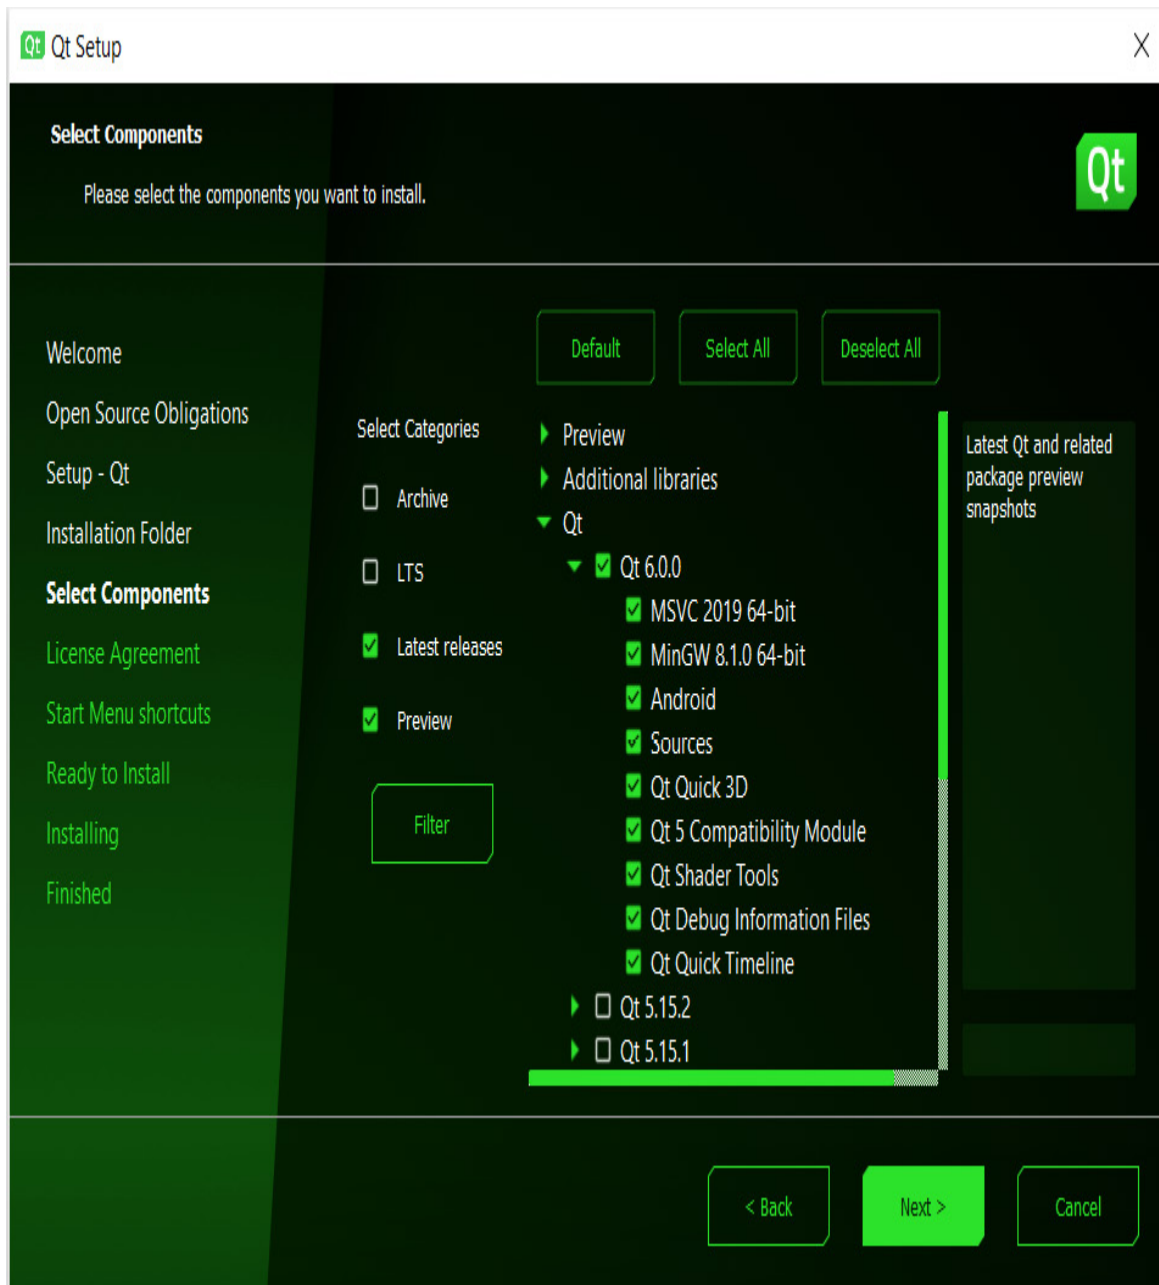 Qt Qt Setup
Select Components
Please select the components you want to install.
Qt
Welcome
Open Source Obligations
Setup - Qt
Installation Folder
Select Components
License Agreement
Start Menu shortcuts
Ready to Install
Installing
Finished
Select Categories
Archive
LTS
Latest releases
Preview
Filter
Default Select All Deselect All
Preview
Additional libraries
Qt
Qt 6.0.0
MSVC 2019 64-bit
MinGW 8.1.0 64-bit
Android
Sources
Qt Quick 3D
Qt 5 Compatibility Module
Qt Shader Tools
Qt Debug Information Files
Qt Quick Timeline
Qt 5.15.2
Qt 5.15.1
Latest Qt and related
package preview
snapshots
< Back Next > Cancel